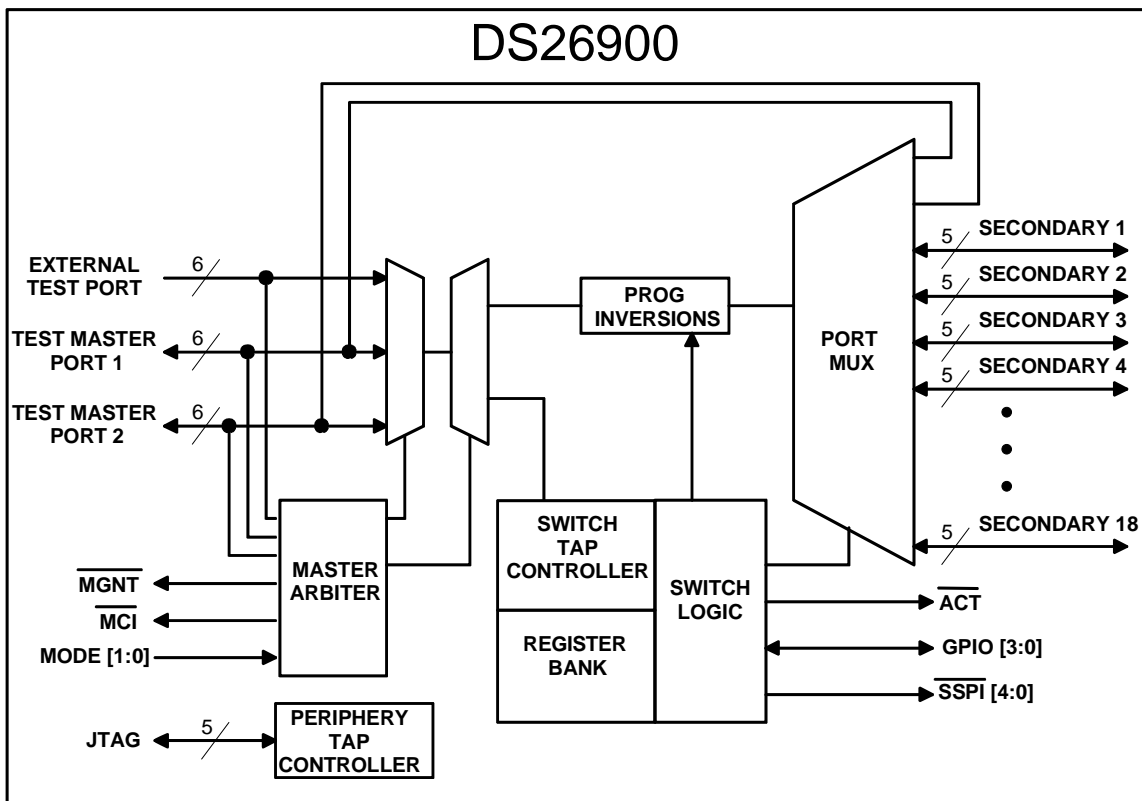 DS26900
EXTERNAL
TEST PORT
6
TEST MASTER
PORT 1
6
TEST MASTER
PORT 2
6
MASTER
ARBITER
MGNT
MCI
MODE [1:0]
JTAG
5
PERIPHERY
TAP
CONTROLLER
PROG
INVERSIONS
SWITCH
TAP
CONTROLLER
REGISTER
BANK
SWITCH
LOGIC
PORT
MUX
5
SECONDARY 1
5
SECONDARY 2
5
SECONDARY 3
5
SECONDARY 4
5
SECONDARY 18
ACT
GPIO [3:0]
SSPI [4:0]